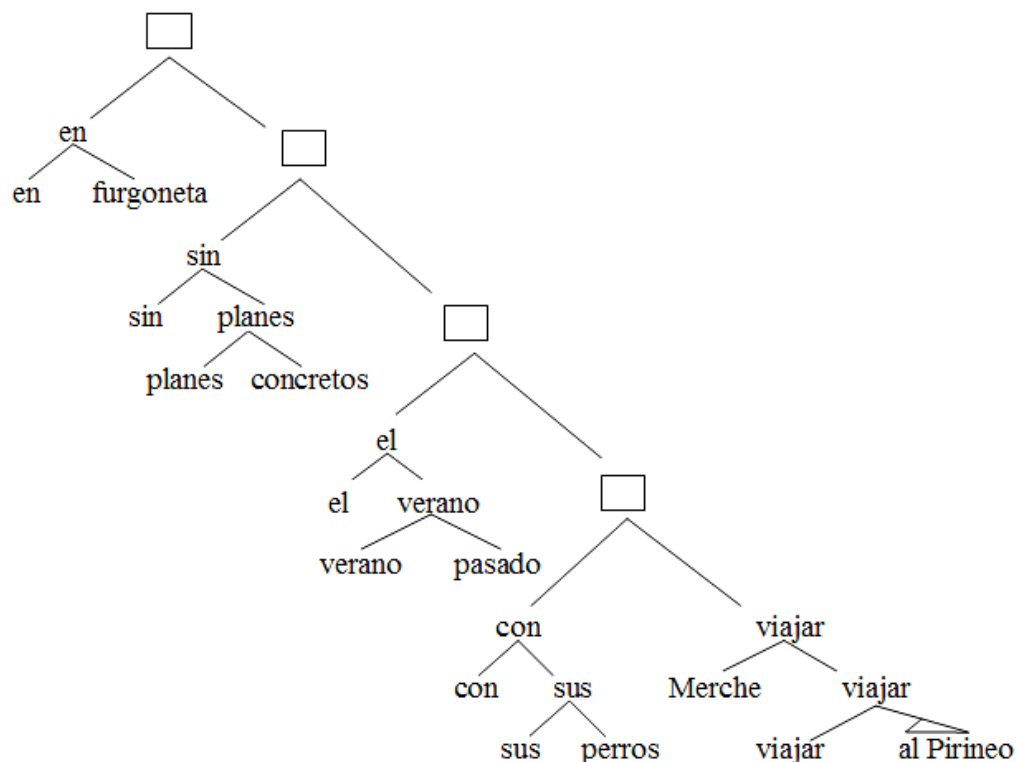 en
en furgoneta
sin
sin planes
planes concretos
el
el verano
verano pasado
con viajar
con sus Merche viajar
sus perros viajar al Pirineo